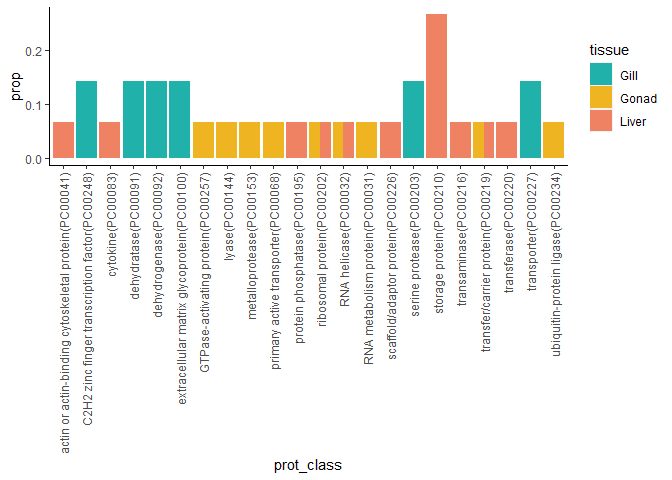 prop
0.2
0.1
0.0
actin or actin-binding cytoskeletal protein(PC00041)
C2H2 zinc finger transcription factor(PC00248)
cytokine(PC00083)
dehydratase(PC00091)
dehydrogenase(PC00092)
extracellular matrix glycoprotein(PC00100)
GTPase-activating protein(PC00257)
lyase(PC00144)
metalloprotease(PC00153)
primary active transporter(PC00068)
protein phosphatase(PC00195)
ribosomal protein(PC00202)
RNA helicase(PC00032)
RNA metabolism protein(PC00031)
scaffold/adaptor protein(PC00226)
serine protease(PC00203)
storage protein(PC00210)
transaminase(PC00216)
transfer/carrier protein(PC00219)
transferase(PC00220)
transporter(PC00227)
ubiquitin-protein ligase(PC00234)
prot_class
tissue
Gill
Gonad
Liver